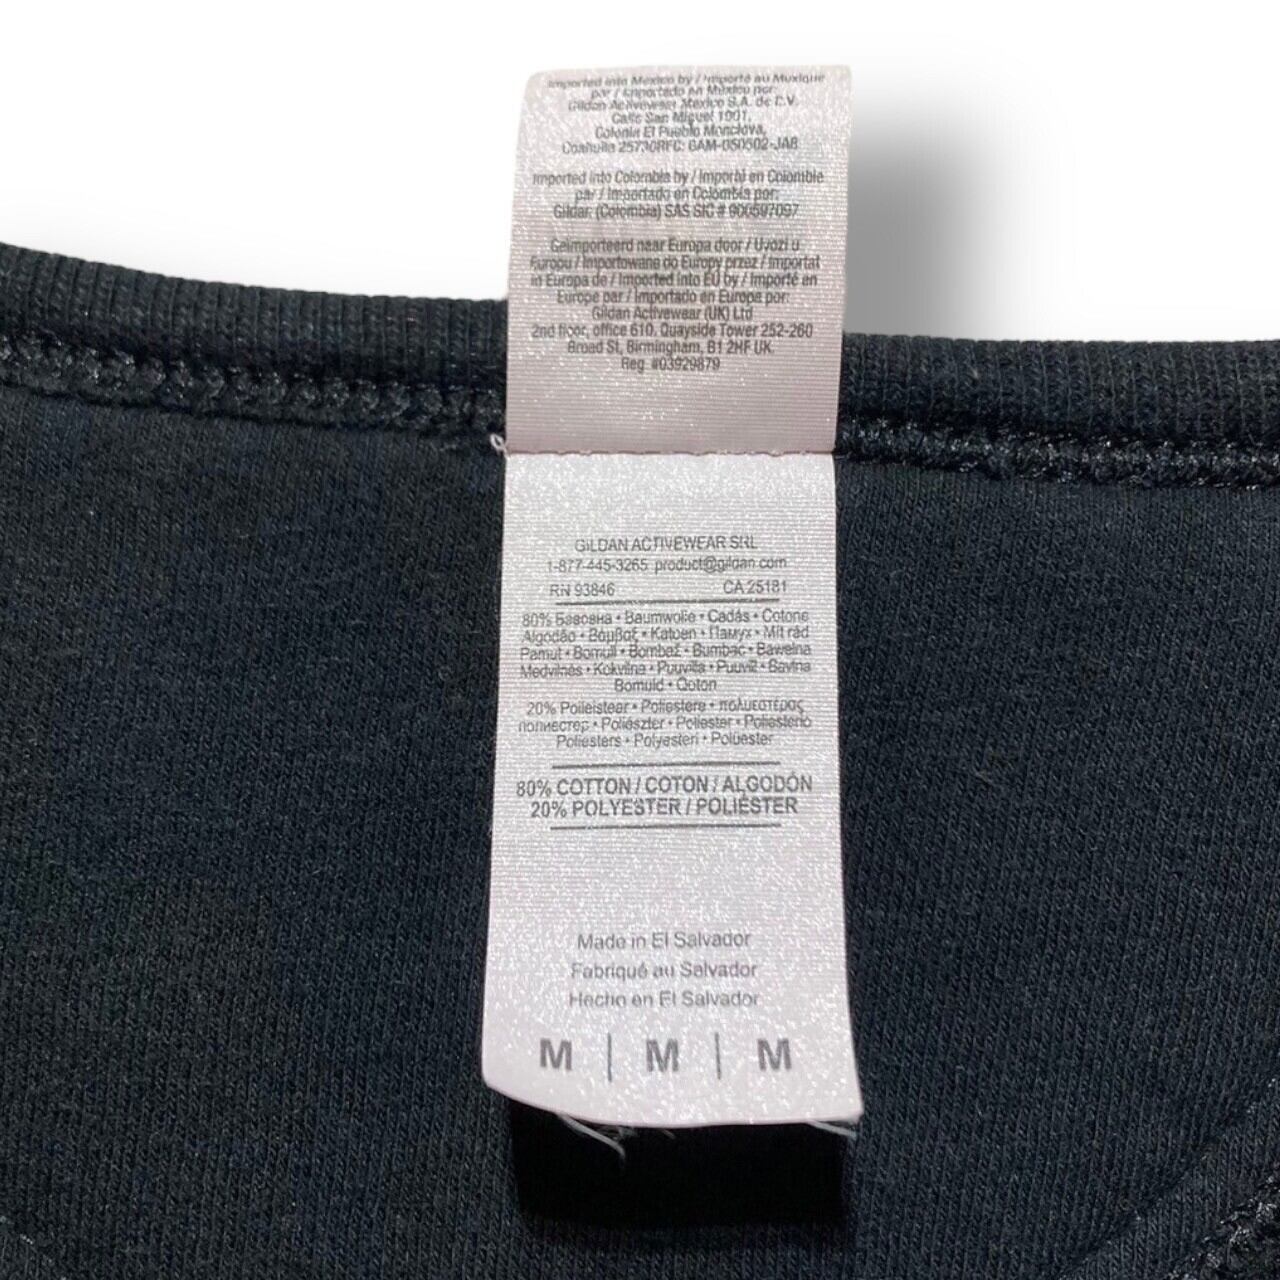 Imported into Mexico by / Importé au Mexique
par / Importado en México por:
Gildan Activewear Mexico S.A. de C.V.
Calle San Miguel 1001,
Colonia El Pueblo Monclova,
Coahuila 25730RFC: GAM-050502-JA8
Imported into Colombia by / Importé en Colombie
par / Importado en Colombia por:
Gildan (Colombia) SAS SIC # 900597097
Geïmporteerd naar Europa door / Uvozi u
Europu / Importowane do Europy przez / Importat
in Europa de / Imported into EU by / Importé en
Europe par / Importado en Europa por:
Gildan Activewear (UK) Ltd
2nd floor, office 610, Quayside Tower 252-260
Broad St, Birmingham, B1 2HF UK.
Reg. #03929879
GILDAN ACTIVEWEAR SRL
1-877-445-3265 product@gildan.com
RN 93846 CA 25181
80% Бавовна • Baumwolle • Cadás • Cotone
Algodão • Βαμβαξ • Katoen • Памук • Mit rád
Pamut • Bomull • Bombaž • Bumbac • Bawełna
Medvilnės • Kokvilna • Puuvilla • Puuvill • Bavlna
Bomuld • Qoton
20% Poileistear • Poliestere • πολυεστέρας
полиестер • Poliészter • Poliester • Poliesterio
Poliesters • Polyesteri • Polüester
80% COTTON / COTON / ALGODÓN
20% POLYESTER / POLIÉSTER
Made in El Salvador
Fabriqué au Salvador
Hecho en El Salvador
M | M | M